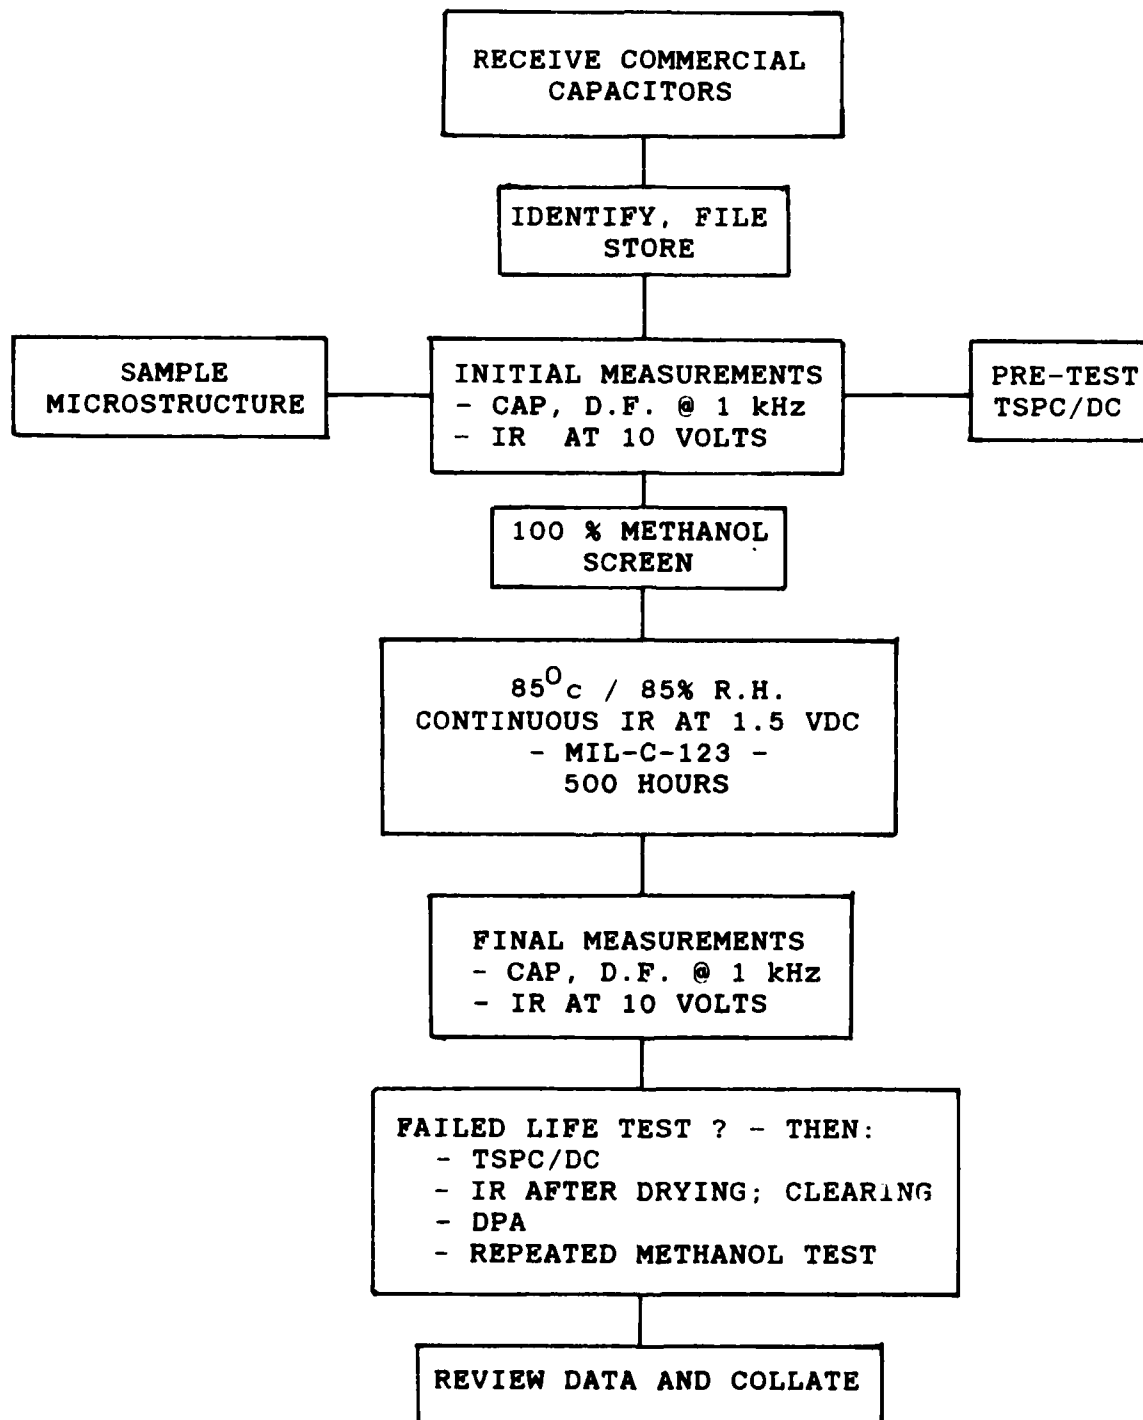 RECEIVE COMMERCIAL
CAPACITORS
IDENTIFY, FILE
STORE
SAMPLE
MICROSTRUCTURE
INITIAL MEASUREMENTS
- CAP, D.F. @ 1 kHz
- IR AT 10 VOLTS
PRE-TEST
TSPC/DC
100 % METHANOL
SCREEN
85⁰c / 85% R.H.
CONTINUOUS IR AT 1.5 VDC
- MIL-C-123 -
500 HOURS
FINAL MEASUREMENTS
- CAP, D.F. @ 1 kHz
- IR AT 10 VOLTS
FAILED LIFE TEST ? - THEN:
- TSPC/DC
- IR AFTER DRYING; CLEARING
- DPA
- REPEATED METHANOL TEST
REVIEW DATA AND COLLATE